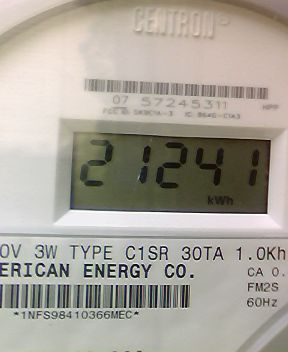 CENTRON®
07 57245311
21241
kWh
0V 3W TYPE C1SR 30TA 1.0Kh
ERICAN ENERGY CO.
CA 0.
FM2S
60Hz
*1NFS98410366MEC*